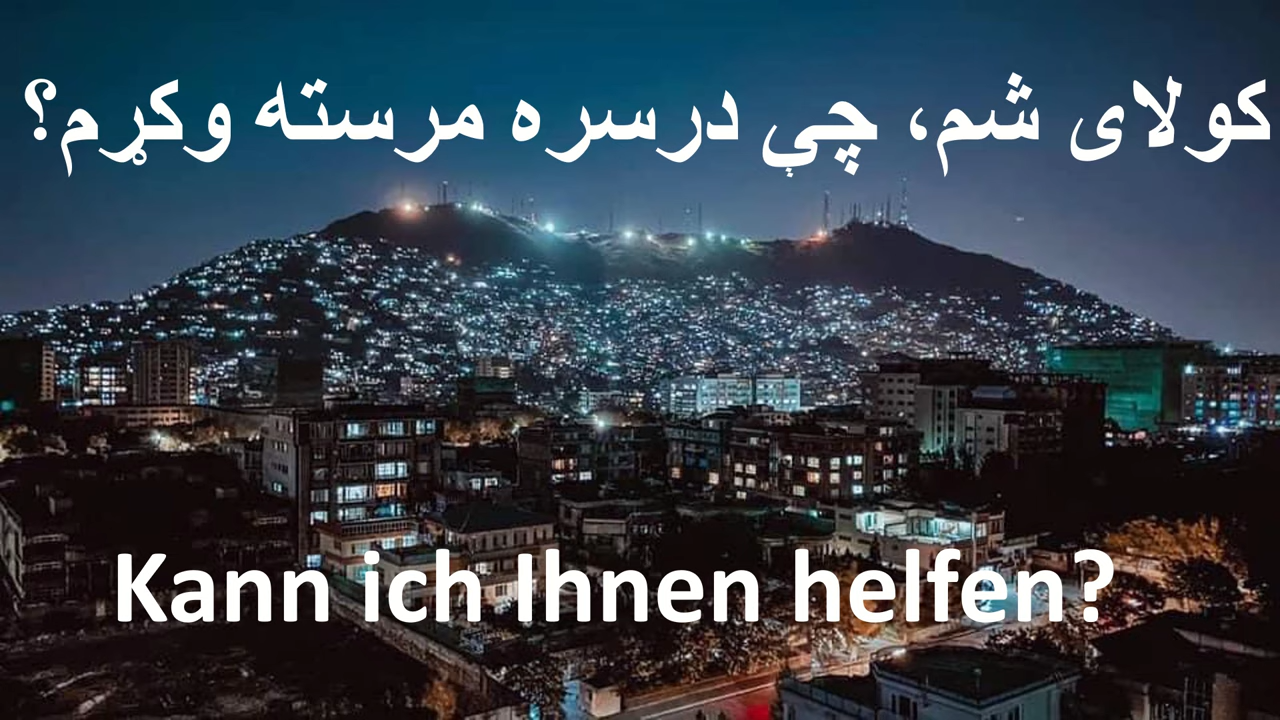 کولای شم، چې درسره مرسته وکړم؟
Kann ich Ihnen helfen?